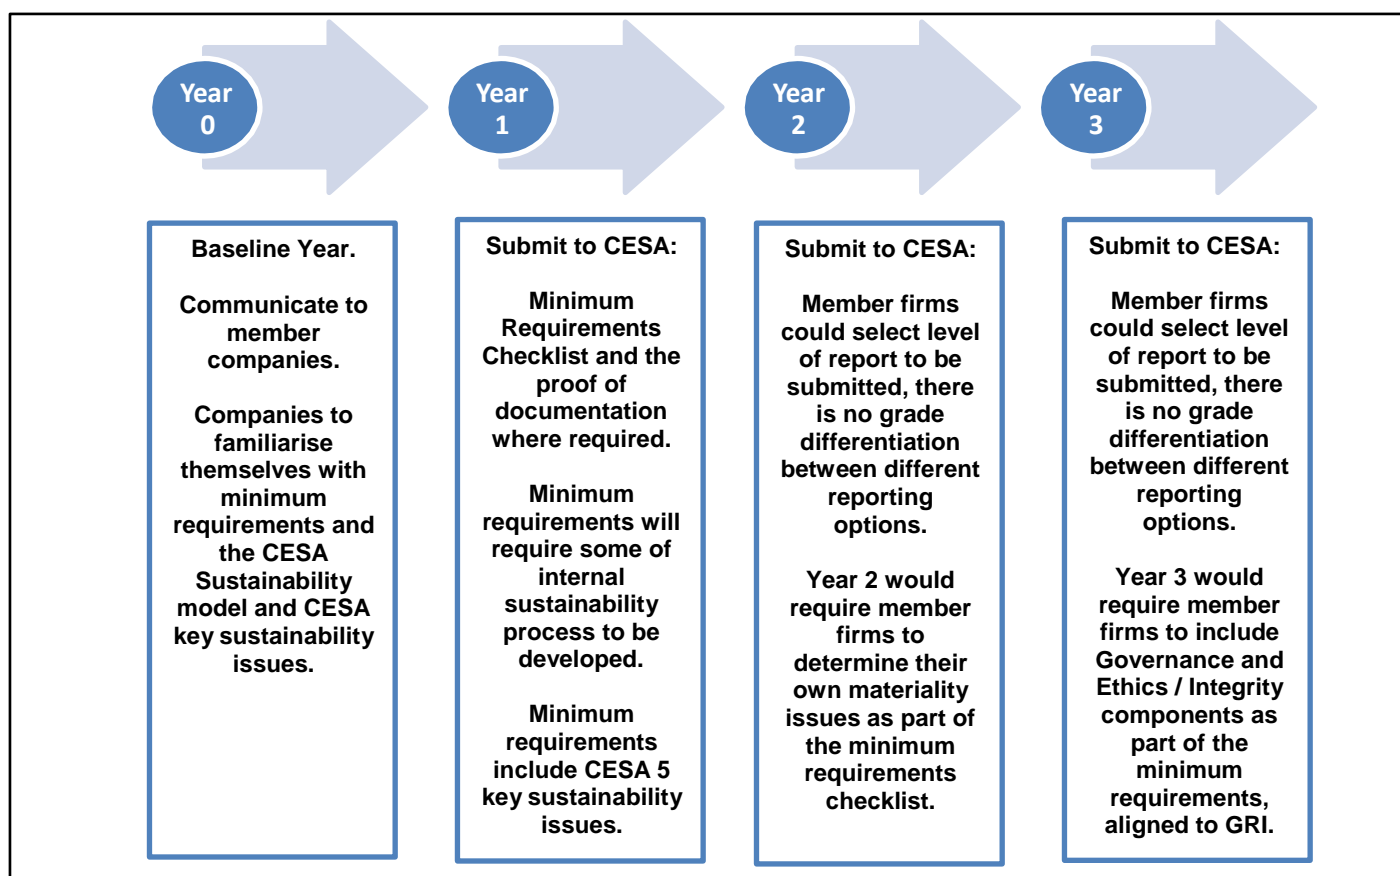 Year
0
Year
1
Year
2
Year
3
Baseline Year.
Communicate to
member
companies.
Companies to
familiarise
themselves with
minimum
requirements and
the CESA
Sustainability
model and CESA
key sustainability
issues.
Submit to CESA:
Minimum
Requirements
Checklist and the
proof of
documentation
where required.
Minimum
requirements will
require some of
internal
sustainability
process to be
developed.
Minimum
requirements
include CESA 5
key sustainability
issues.
Submit to CESA:
Member firms
could select level
of report to be
submitted, there
is no grade
differentiation
between different
reporting
options.
Year 2 would
require member
firms to
determine their
own materiality
issues as part of
the minimum
requirements
checklist.
Submit to CESA:
Member firms
could select level
of report to be
submitted, there
is no grade
differentiation
between different
reporting
options.
Year 3 would
require member
firms to include
Governance and
Ethics / Integrity
components as
part of the
minimum
requirements,
aligned to GRI.